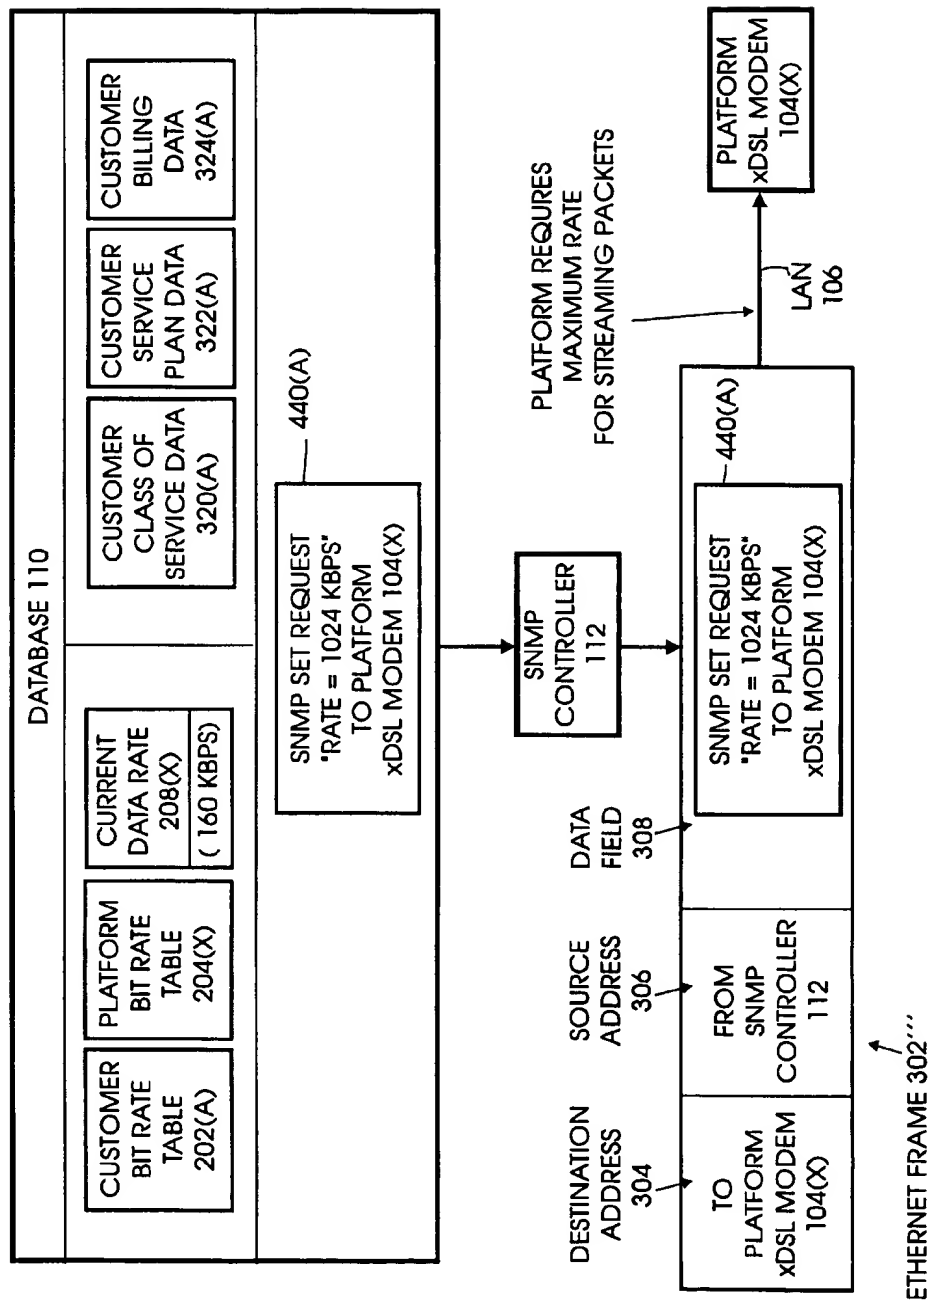 DATABASE 110
CUSTOMER
BIT RATE
TABLE
202(A)
PLATFORM
BIT RATE
TABLE
204(X)
CURRENT
DATA RATE
208(X)
( 160 KBPS)
CUSTOMER
CLASS OF
SERVICE DATA
320(A)
CUSTOMER
SERVICE
PLAN DATA
322(A)
CUSTOMER
BILLING
DATA
324(A)
SNMP SET REQUEST
"RATE = 1024 KBPS"
TO PLATFORM
xDSL MODEM 104(X)
440(A)
SNMP
CONTROLLER
112
PLATFORM REQURES
MAXIMUM RATE
FOR STREAMING PACKETS
DESTINATION
ADDRESS
304
SOURCE
ADDRESS
306
DATA
FIELD
308
TO
PLATFORM
xDSL MODEM
104(X)
FROM
SNMP
CONTROLLER
112
SNMP SET REQUEST
"RATE = 1024 KBPS"
TO PLATFORM
xDSL MODEM 104(X)
440(A)
LAN
106
PLATFORM
xDSL MODEM
104(X)
ETHERNET FRAME 302'''